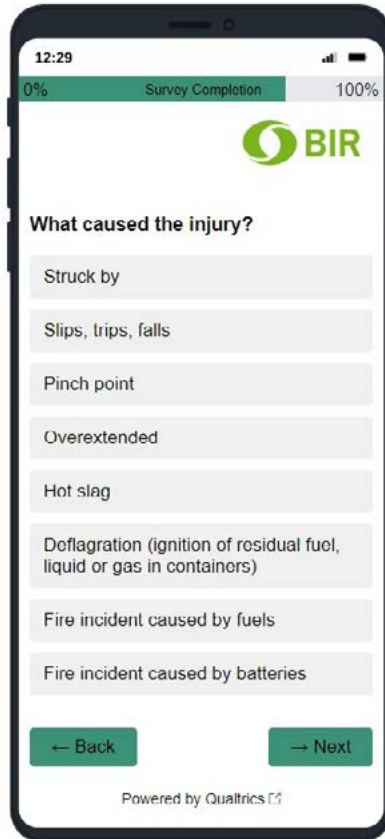 12:29
0% Survey Completion 100%
BIR
What caused the injury?
Struck by
Slips, trips, falls
Pinch point
Overextended
Hot slag
Deflagration (ignition of residual fuel,
liquid or gas in containers)
Fire incident caused by fuels
Fire incident caused by batteries
← Back → Next
Powered by Qualtrics